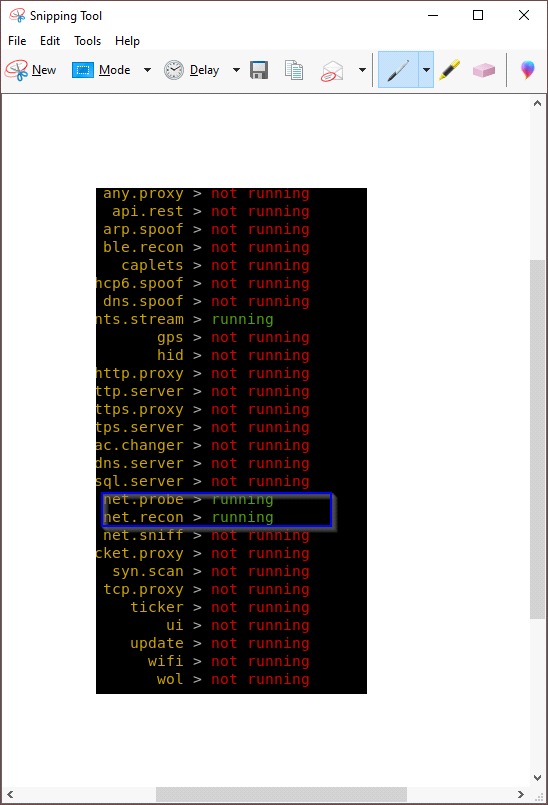 Snipping Tool
File Edit Tools Help
New Mode Delay
any.proxy > not running
api.rest > not running
arp.spoof > not running
ble.recon > not running
caplets > not running
hcp6.spoof > not running
dns.spoof > not running
nts.stream > running
gps > not running
hid > not running
http.proxy > not running
ttp.server > not running
ttps.proxy > not running
tps.server > not running
ac.changer > not running
dns.server > not running
sql.server > not running
net.probe > running
net.recon > running
net.sniff > not running
cket.proxy > not running
syn.scan > not running
tcp.proxy > not running
ticker > not running
ui > not running
update > not running
wifi > not running
wol > not running